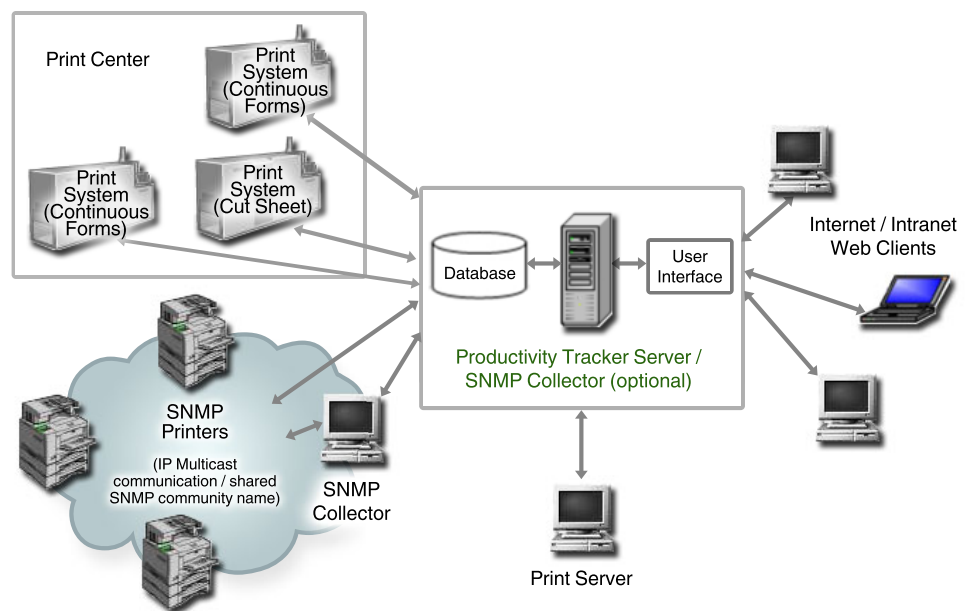 Print Center
Print
System
(Continuous
Forms)
Print
System
(Continuous
Forms)
Print
System
(Cut Sheet)
Database
User
Interface
Productivity Tracker Server /
SNMP Collector (optional)
Internet / Intranet
Web Clients
SNMP
Printers
(IP Multicast
communication / shared
SNMP community name)
SNMP
Collector
Print Server